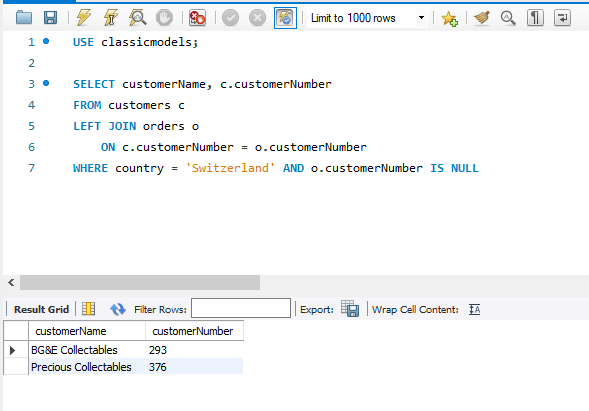 Limit to 1000 rows
1 USE classicmodels;
2
3 SELECT customerName, c.customerNumber
4 FROM customers c
5 LEFT JOIN orders o
6 ON c.customerNumber = o.customerNumber
7 WHERE country = 'Switzerland' AND o.customerNumber IS NULL
Result Grid Filter Rows: Export: Wrap Cell Content: IA
customerName customerNumber
BG&E Collectables 293
Precious Collectables 376